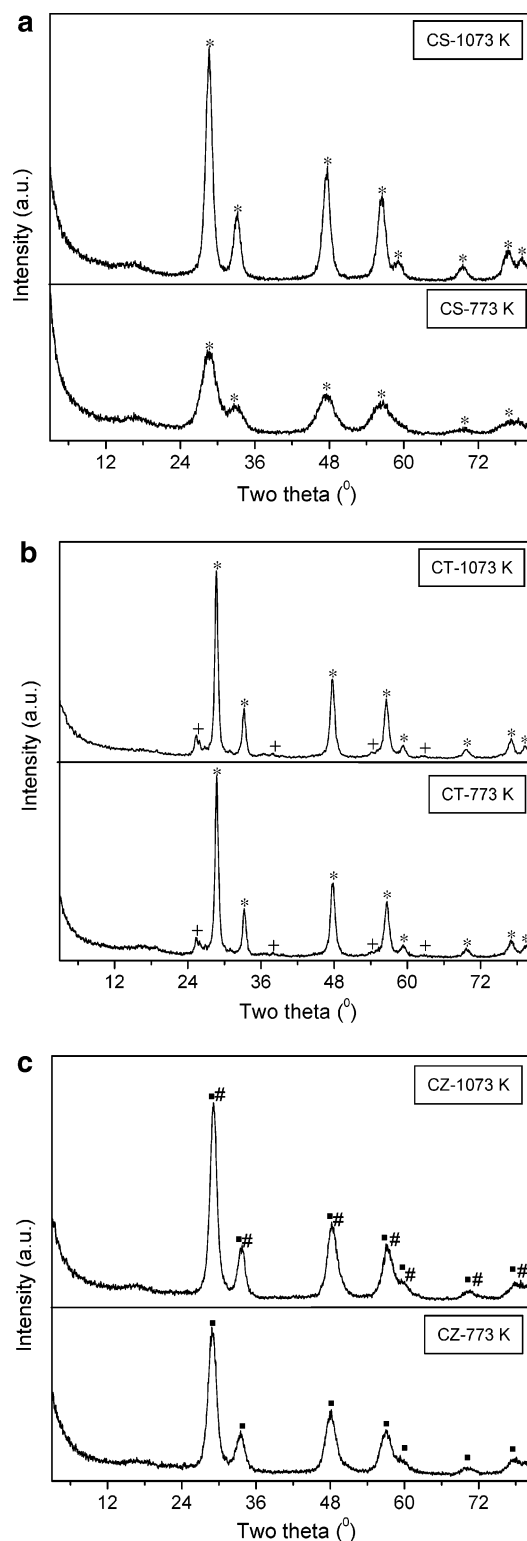 a
CS-1073 K
* * * * * * * *
Intensity (a.u.)
CS-773 K
* * * * * *
24 36 48 60 72
Two theta (⁰)
b
CT-1073 K
+ * * + * + * * + * * *
Intensity (a.u.)
CT-773 K
+ * * + * + * * + * * *
12 24 36 48 60 72
Two theta (⁰)
c
CZ-1073 K
▪# ▪# ▪# ▪# ▪# ▪# ▪#
Intensity (a.u.)
CZ-773 K
▪ ▪ ▪ ▪ ▪ ▪ ▪
12 24 36 48 60 72
Two theta (⁰)